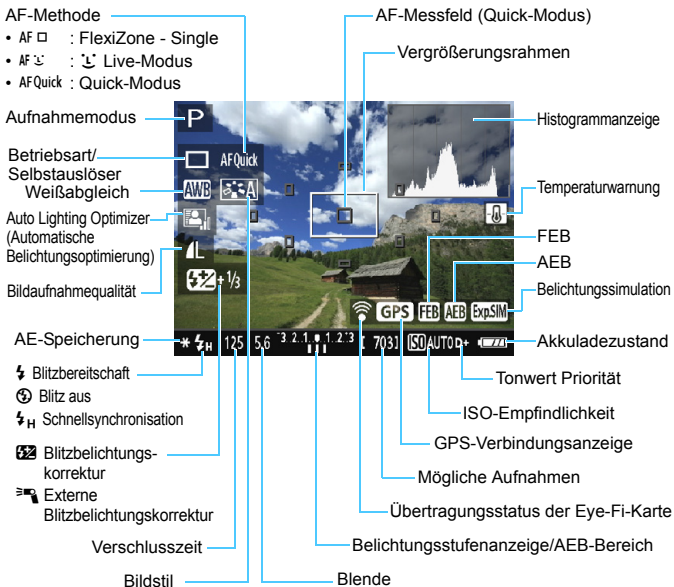 AF-Methode
• AF □ : FlexiZone - Single
• AF : Live-Modus
• AFQuick : Quick-Modus
Aufnahmemodus
Betriebsart/
Selbstauslöser
Weißabgleich
Auto Lighting Optimizer
(Automatische
Belichtungsoptimierung)
Bildaufnahmequalität
AE-Speicherung
Blitzbereitschaft
Blitz aus
H Schnellsynchronisation
Blitzbelichtungs-
korrektur
Externe
Blitzbelichtungskorrektur
Verschlusszeit
Bildstil
AF-Messfeld (Quick-Modus)
Vergrößerungsrahmen
Histogrammanzeige
Temperaturwarnung
FEB
AEB
Belichtungssimulation
Akkuladezustand
Tonwert Priorität
ISO-Empfindlichkeit
GPS-Verbindungsanzeige
Mögliche Aufnahmen
Übertragungsstatus der Eye-Fi-Karte
Belichtungsstufenanzeige/AEB-Bereich
Blende
P
AFQuick
AWB A
L
+1/3
GPS FEB AEB Exp.SIM
* H 125 5.6 -3..2..1..▼..1..2..+3 [ 703] ISO AUTO D+